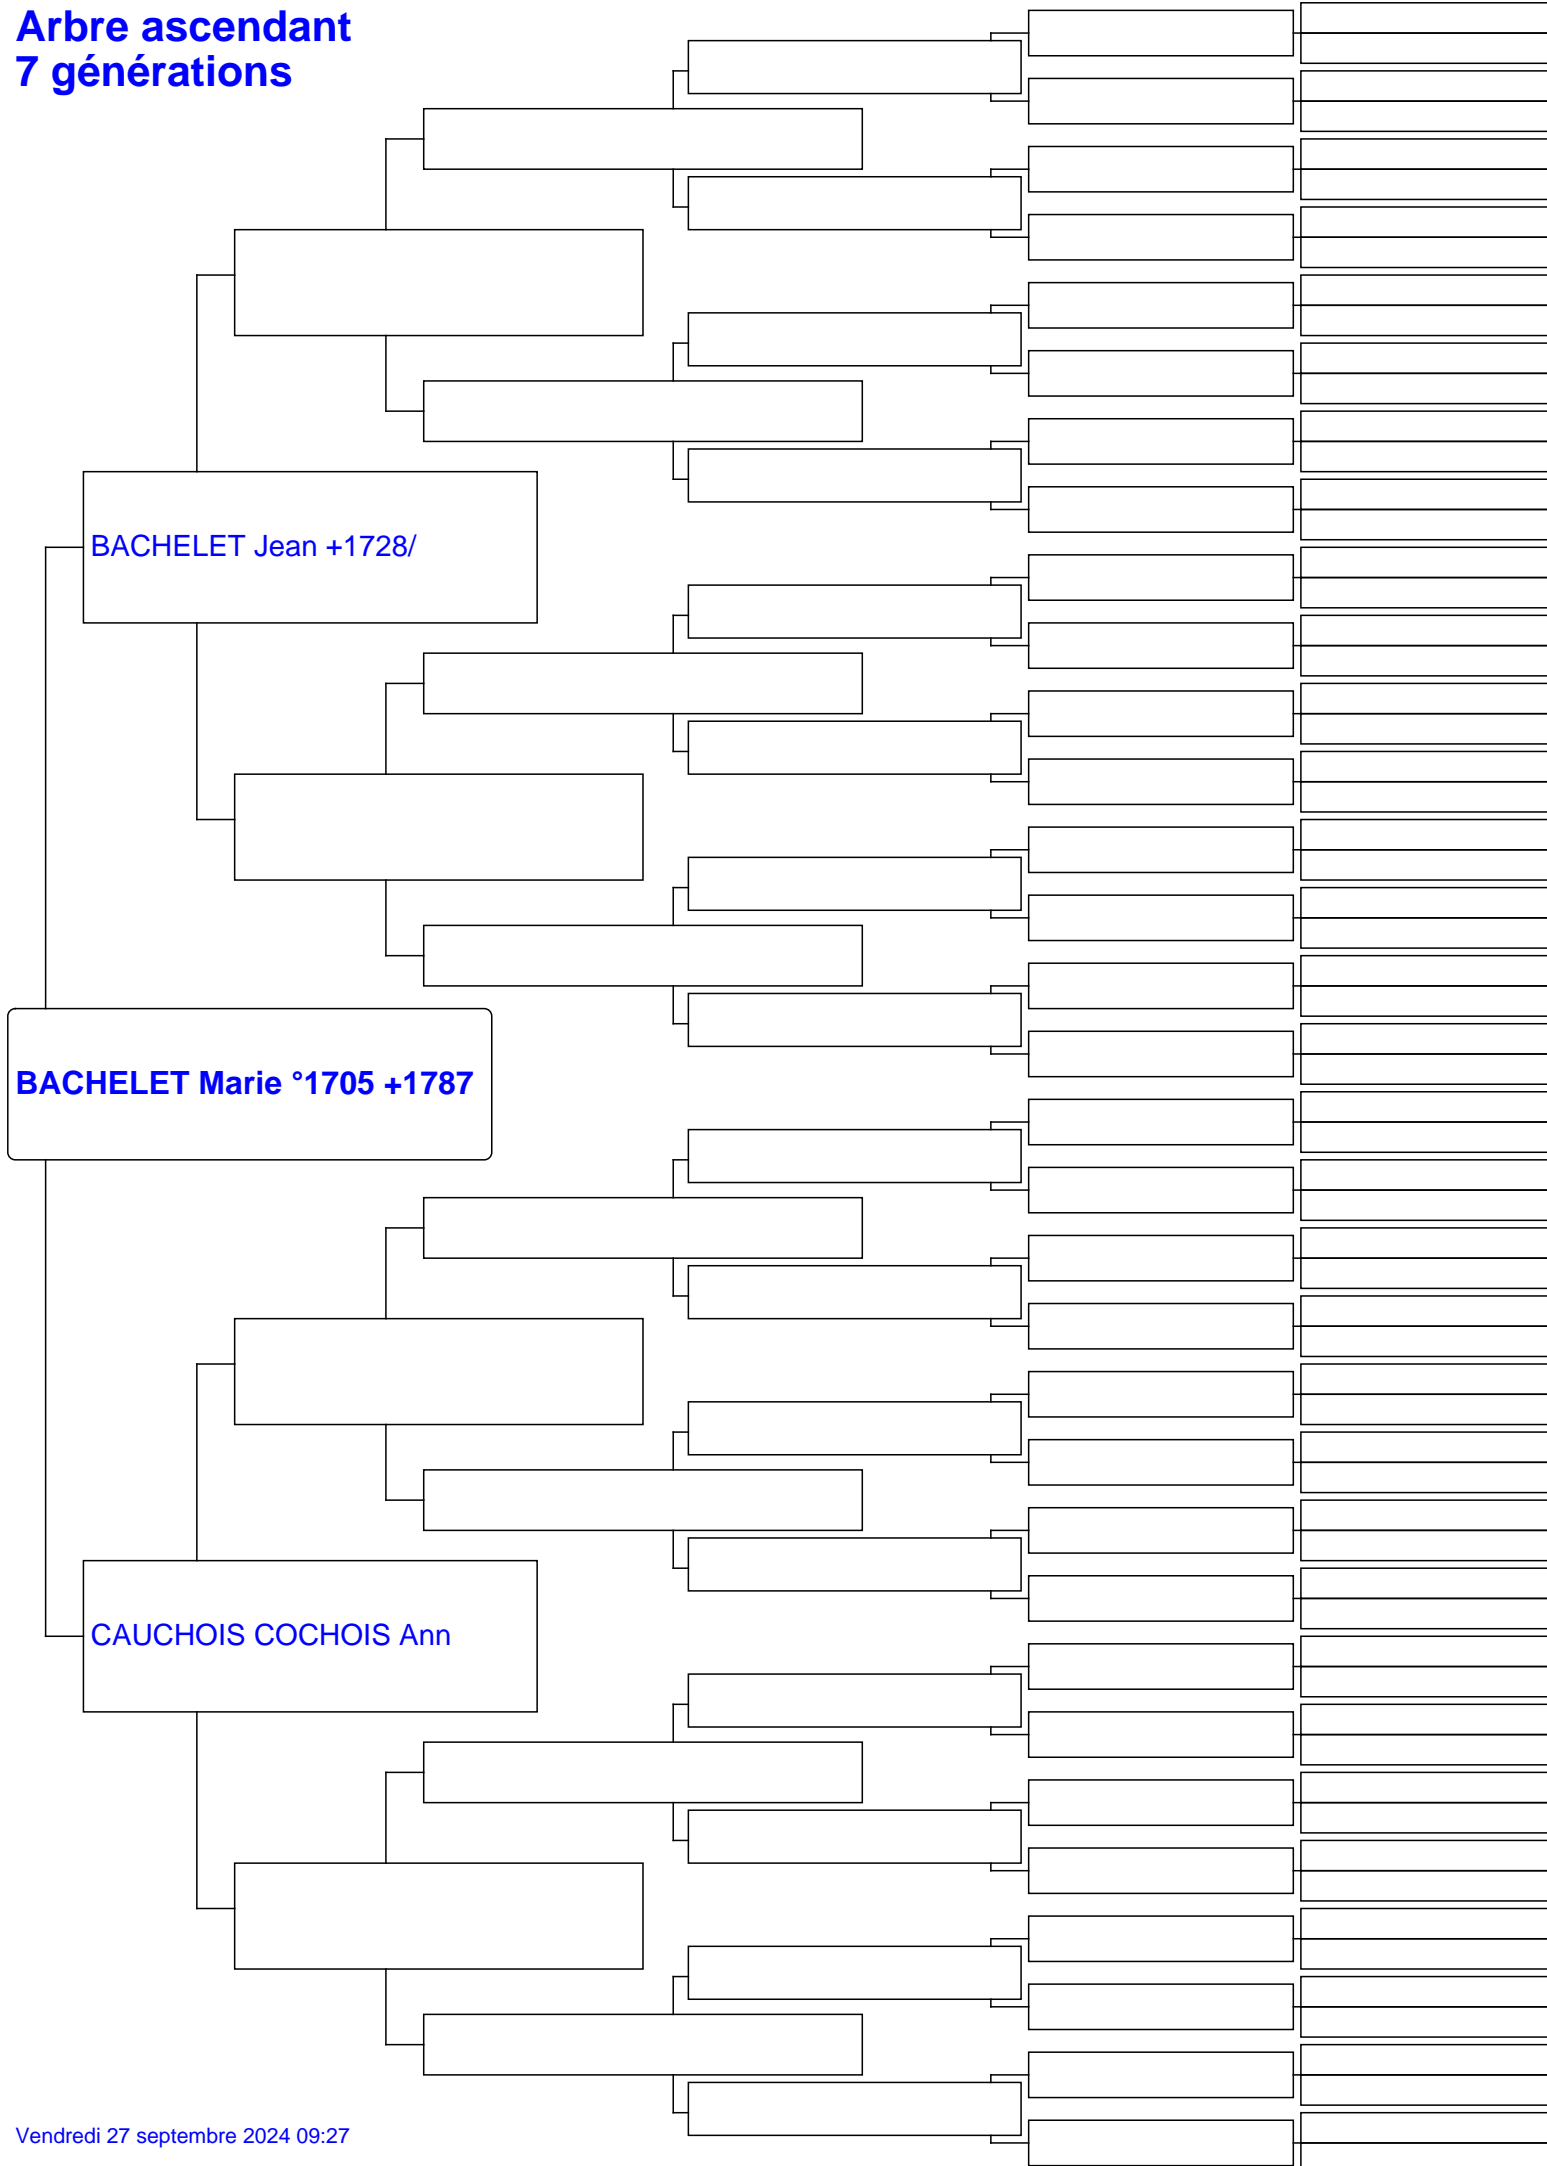 Arbre ascendant
7 générations
BACHELET Jean +1728/
BACHELET Marie °1705 +1787
CAUCHOIS COCHOIS Ann
Vendredi 27 septembre 2024 09:27